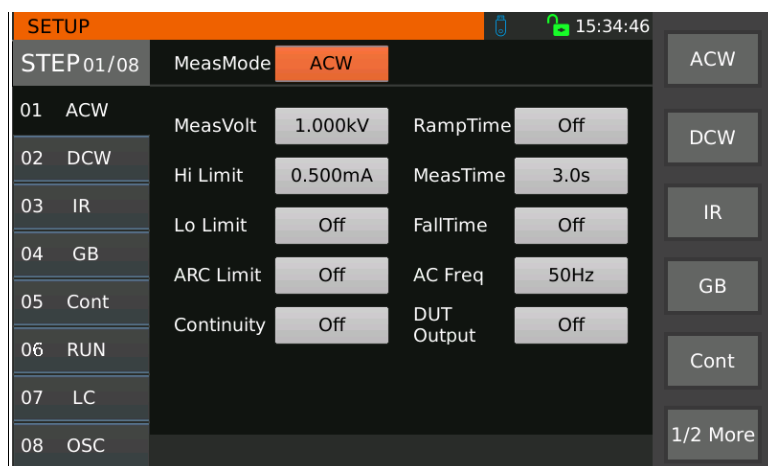 SETUP 15:34:46
STEP 01/08 MeasMode ACW
01 ACW
02 DCW
03 IR
04 GB
05 Cont
06 RUN
07 LC
08 OSC
MeasVolt 1.000kV RampTime Off
Hi Limit 0.500mA MeasTime 3.0s
Lo Limit Off FallTime Off
ARC Limit Off AC Freq 50Hz
Continuity Off DUT Output Off
ACW
DCW
IR
GB
Cont
1/2 More